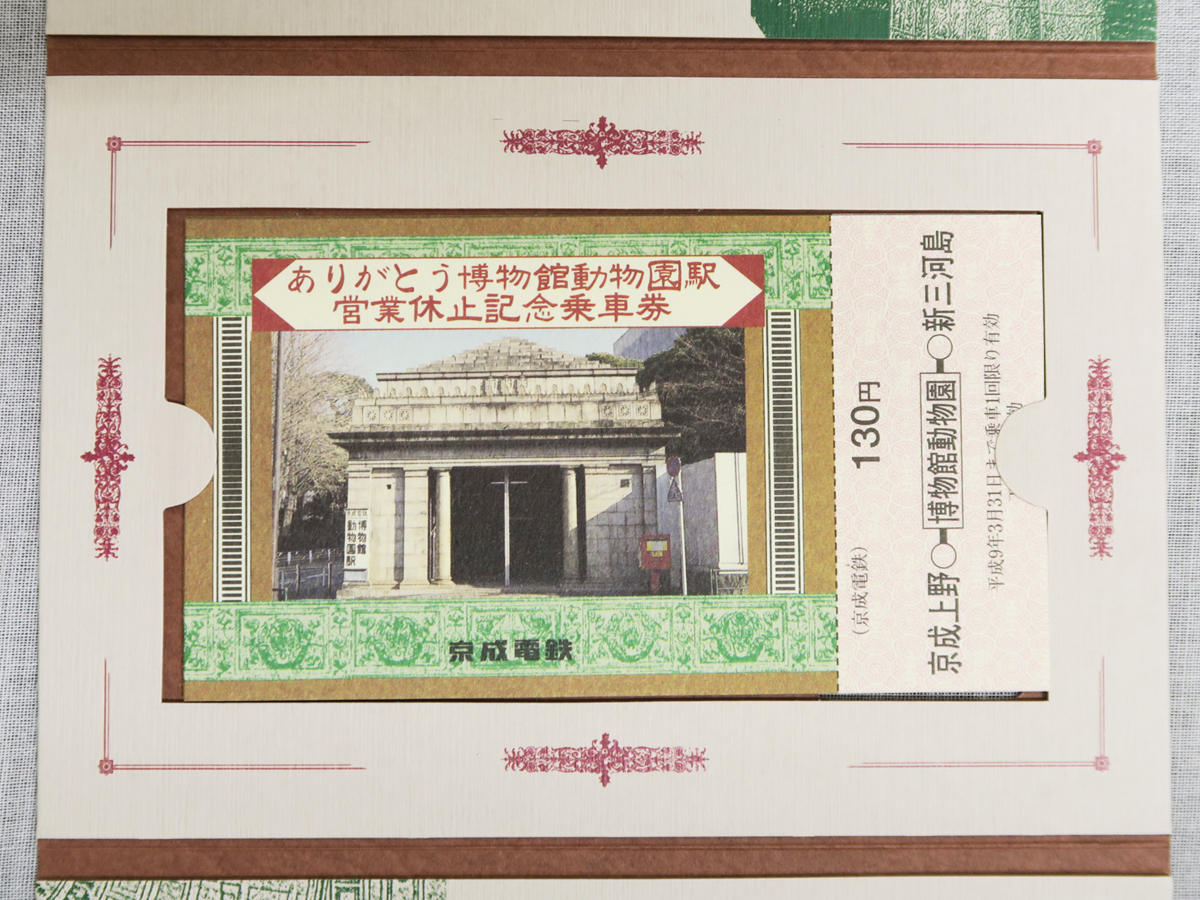 ありがとう博物館動物園駅
営業休止記念乗車券
博物館
動物園駅
京成電鉄
(京成電鉄)
130円
京成上野○博物館動物園○新三河島
平成9年3月31日まで乗車1回限り有効